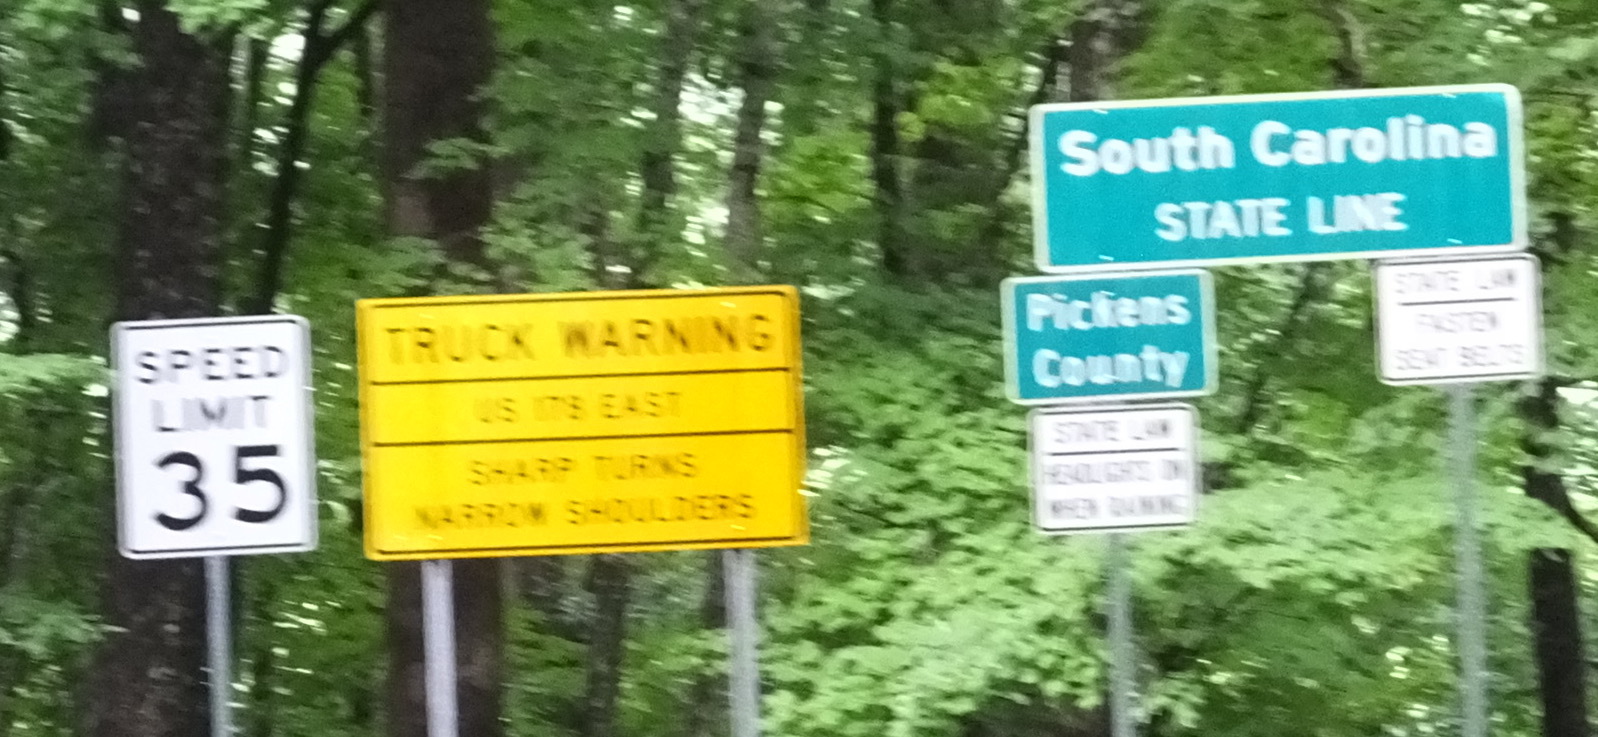 SPEED
LIMIT
35
TRUCK WARNING
US 178 EAST
SHARP TURNS
NARROW SHOULDERS
South Carolina
STATE LINE
Pickens
County
STATE LAW
HEADLIGHTS ON
WHEN RAINING
STATE LAW
FASTEN
SEAT BELTS